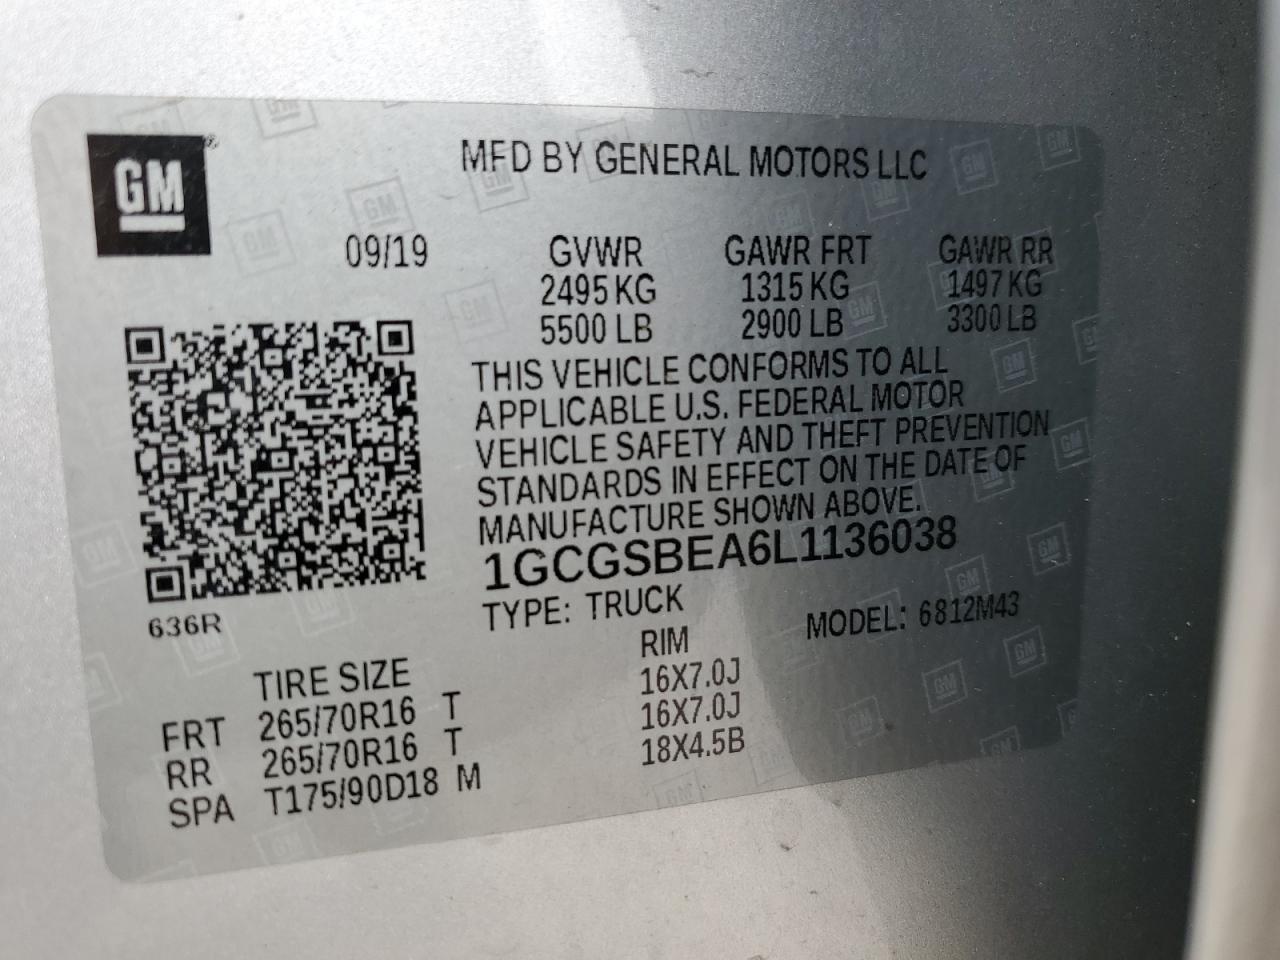 GM®
MFD BY GENERAL MOTORS LLC
09/19 GVWR GAWR FRT GAWR RR
2495 KG 1315 KG 1497 KG
5500 LB 2900 LB 3300 LB
THIS VEHICLE CONFORMS TO ALL
APPLICABLE U.S. FEDERAL MOTOR
VEHICLE SAFETY AND THEFT PREVENTION
STANDARDS IN EFFECT ON THE DATE OF
MANUFACTURE SHOWN ABOVE.
1GCGSBEA6L1136038
TYPE: TRUCK MODEL: 6812M43
636R
TIRE SIZE RIM
FRT 265/70R16 T 16X7.0J
RR 265/70R16 T 16X7.0J
SPA T175/90D18 M 18X4.5B